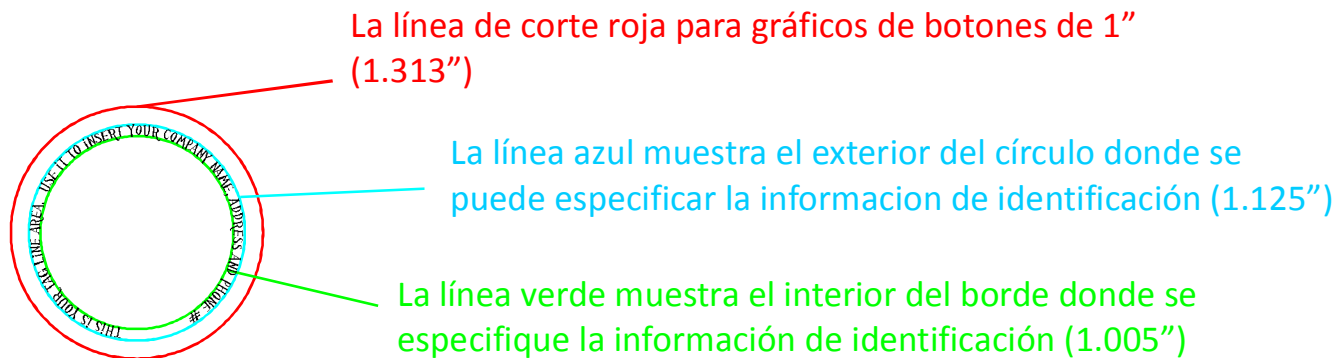 La línea de corte roja para gráficos de botones de 1”
(1.313”)
La línea azul muestra el exterior del círculo donde se
puede especificar la informacion de identificación (1.125”)
La línea verde muestra el interior del borde donde se
especifique la información de identificación (1.005”)
THIS IS YOUR TAG LINE AREA. USE IT TO INSERT YOUR COMPANY NAME, ADDRESS AND PHONE #